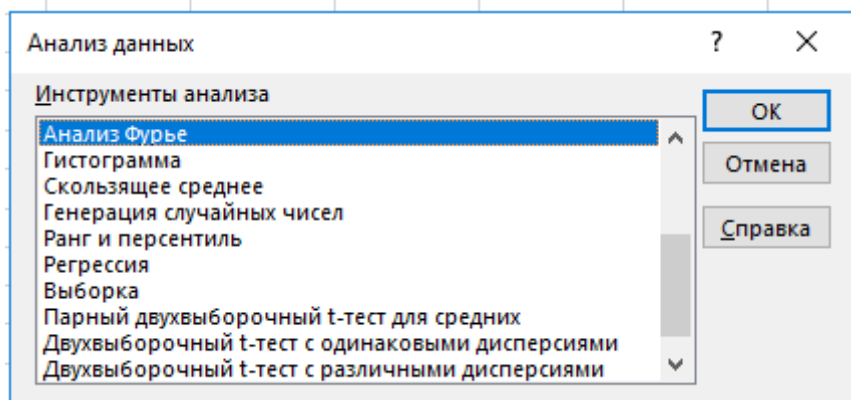 Анализ данных
?
Инструменты анализа
Анализ Фурье
Гистограмма
Скользящее среднее
Генерация случайных чисел
Ранг и персентиль
Регрессия
Выборка
Парный двухвыборочный t-тест для средних
Двухвыборочный t-тест с одинаковыми дисперсиями
Двухвыборочный t-тест с различными дисперсиями
ОК
Отмена
Справка